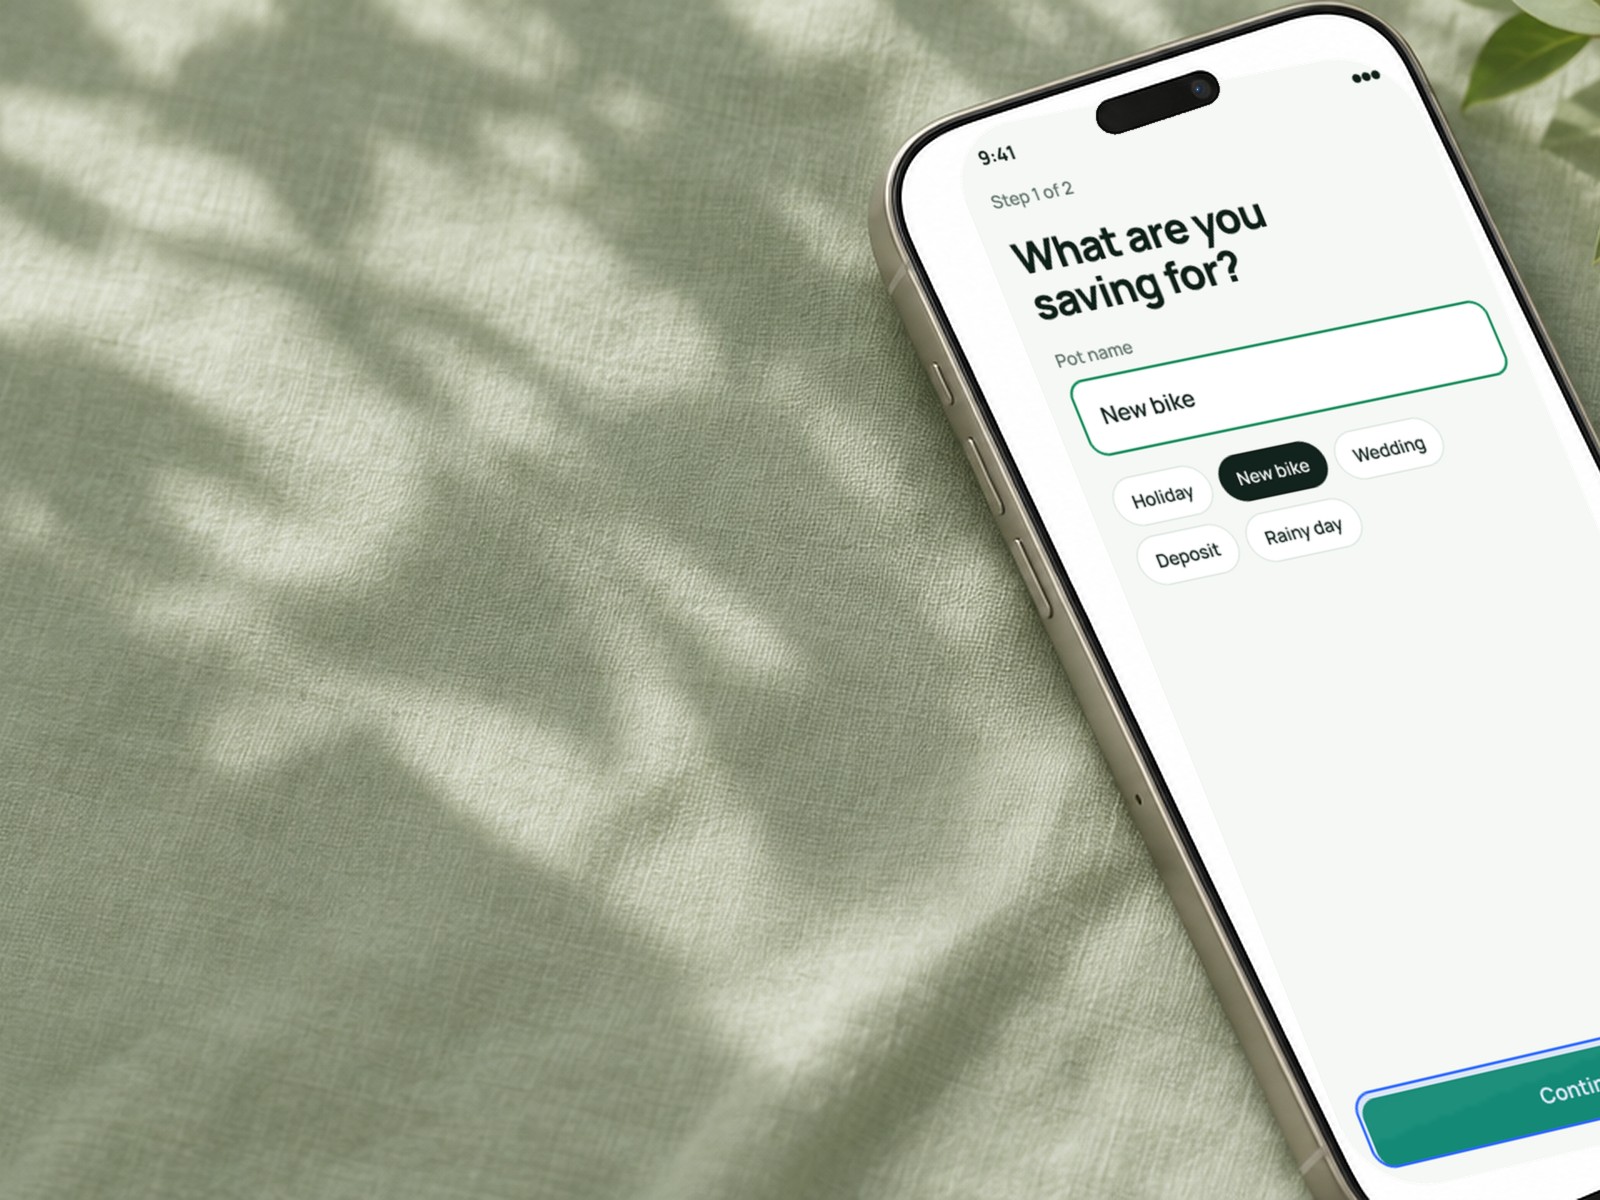 9:41
Step 1 of 2
What are you
saving for?
Pot name
New bike
Holiday
New bike
Wedding
Deposit
Rainy day